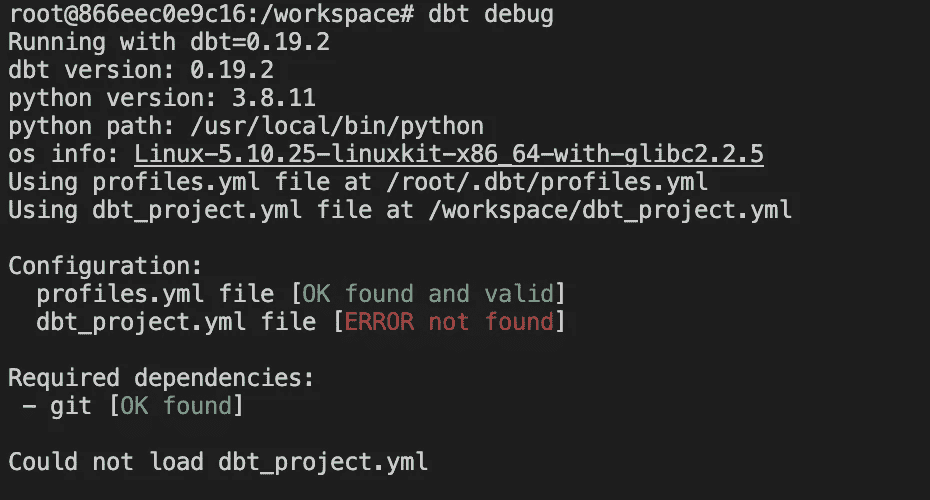 root@866eec0e9c16:/workspace# dbt debug
Running with dbt=0.19.2
dbt version: 0.19.2
python version: 3.8.11
python path: /usr/local/bin/python
os info: Linux-5.10.25-linuxkit-x86_64-with-glibc2.2.5
Using profiles.yml file at /root/.dbt/profiles.yml
Using dbt_project.yml file at /workspace/dbt_project.yml
Configuration:
profiles.yml file [OK found and valid]
dbt_project.yml file [ERROR not found]
Required dependencies:
- git [OK found]
Could not load dbt_project.yml